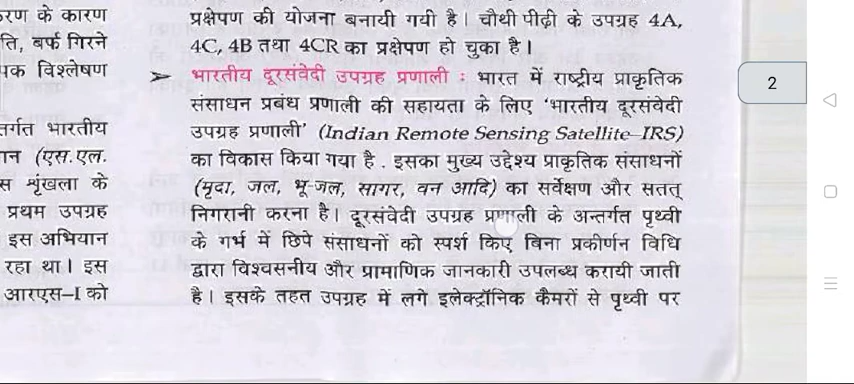 रण के कारण
ति, बर्फ गिरने
पक विश्लेषण
तर्गत भारतीय
ान (एस.एल.
स श्रृंखला के
प्रथम उपग्रह
इस अभियान
रहा था। इस
आरएस–I को
प्रक्षेपण की योजना बनायी गयी है। चौथी पीढ़ी के उपग्रह 4A,
4C, 4B तथा 4CR का प्रक्षेपण हो चुका है।
➢ भारतीय दूरसंवेदी उपग्रह प्रणाली : भारत में राष्ट्रीय प्राकृतिक
संसाधन प्रबंध प्रणाली की सहायता के लिए 'भारतीय दूरसंवेदी
उपग्रह प्रणाली' (Indian Remote Sensing Satellite–IRS)
का विकास किया गया है . इसका मुख्य उद्देश्य प्राकृतिक संसाधनों
(मृदा, जल, भू-जल, सागर, वन आदि) का सर्वेक्षण और सतत्
निगरानी करना है। दूरसंवेदी उपग्रह प्रणाली के अन्तर्गत पृथ्वी
के गर्भ में छिपे संसाधनों को स्पर्श किए बिना प्रकीर्णन विधि
द्वारा विश्वसनीय और प्रामाणिक जानकारी उपलब्ध करायी जाती
है। इसके तहत उपग्रह में लगे इलेक्ट्रॉनिक कैमरों से पृथ्वी पर
2